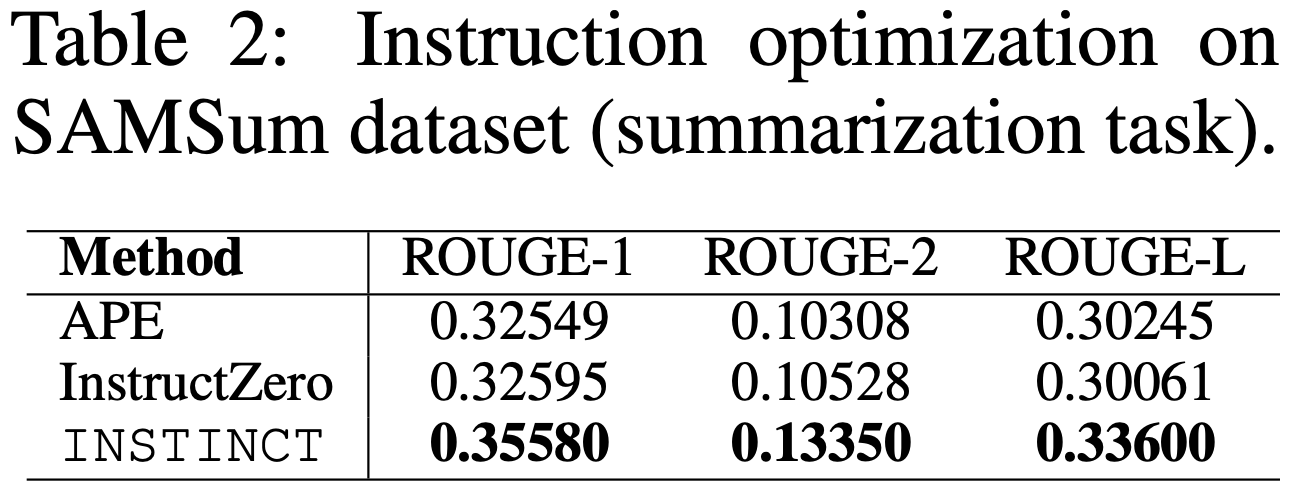 Table 2: Instruction optimization on
SAMSum dataset (summarization task).
Method ROUGE-1 ROUGE-2 ROUGE-L
APE 0.32549 0.10308 0.30245
InstructZero 0.32595 0.10528 0.30061
INSTINCT 0.35580 0.13350 0.33600